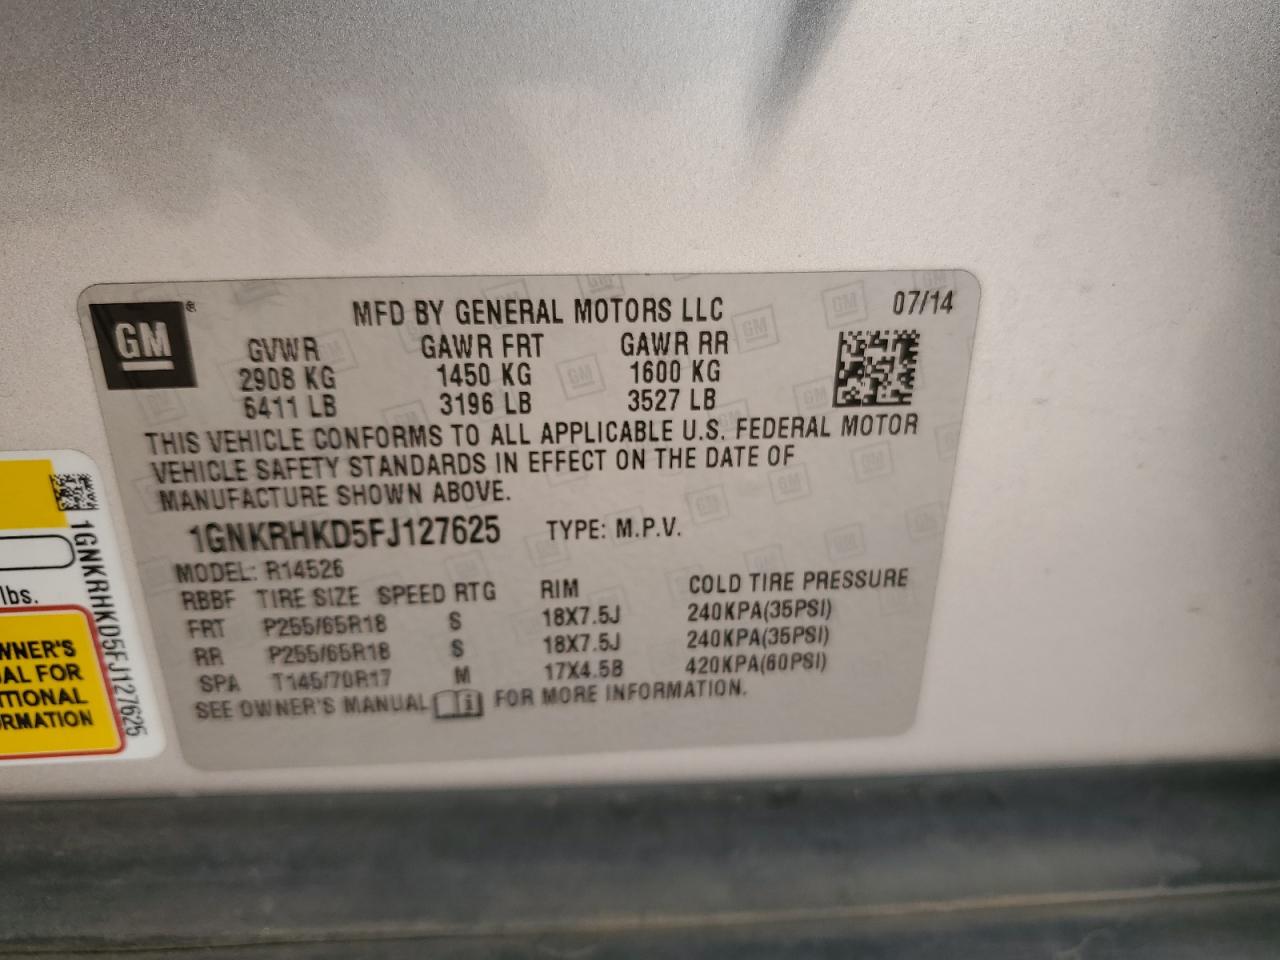 GM
®
MFD BY GENERAL MOTORS LLC
07/14
GVWR GAWR FRT GAWR RR
2908 KG 1450 KG 1600 KG
6411 LB 3196 LB 3527 LB
THIS VEHICLE CONFORMS TO ALL APPLICABLE U.S. FEDERAL MOTOR
VEHICLE SAFETY STANDARDS IN EFFECT ON THE DATE OF
MANUFACTURE SHOWN ABOVE.
1GNKRHKD5FJ127625 TYPE: M.P.V.
MODEL: R14526
RBBF TIRE SIZE SPEED RTG RIM COLD TIRE PRESSURE
FRT P255/65R18 S 18X7.5J 240KPA(35PSI)
RR P255/65R18 S 18X7.5J 240KPA(35PSI)
SPA T145/70R17 M 17X4.5B 420KPA(60PSI)
SEE OWNER'S MANUAL i FOR MORE INFORMATION.
1GNKRHKD5FJ127625
lbs.
WNER'S
UAL FOR
ITIONAL
RMATION